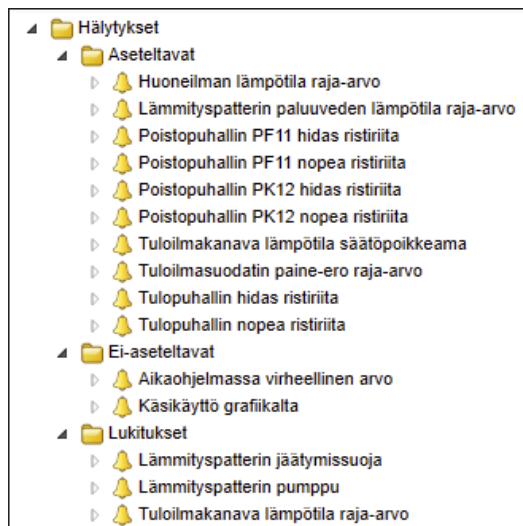 Hälytykset
Aseteltavat
Huoneilman lämpötila raja-arvo
Lämmityspatterin paluuveden lämpötila raja-arvo
Poistopuhallin PF11 hidas ristiriita
Poistopuhallin PF11 nopea ristiriita
Poistopuhallin PK12 hidas ristiriita
Poistopuhallin PK12 nopea ristiriita
Tuloilmakanava lämpötila säätöpoikkeama
Tuloilmasuodatin paine-ero raja-arvo
Tulopuhallin hidas ristiriita
Tulopuhallin nopea ristiriita
Ei-aseteltavat
Aikaohjelmassa virheellinen arvo
Käsikäyttö grafiikalta
Lukitukset
Lämmityspatterin jäätymissuoja
Lämmityspatterin pumppu
Tuloilmakanava lämpötila raja-arvo